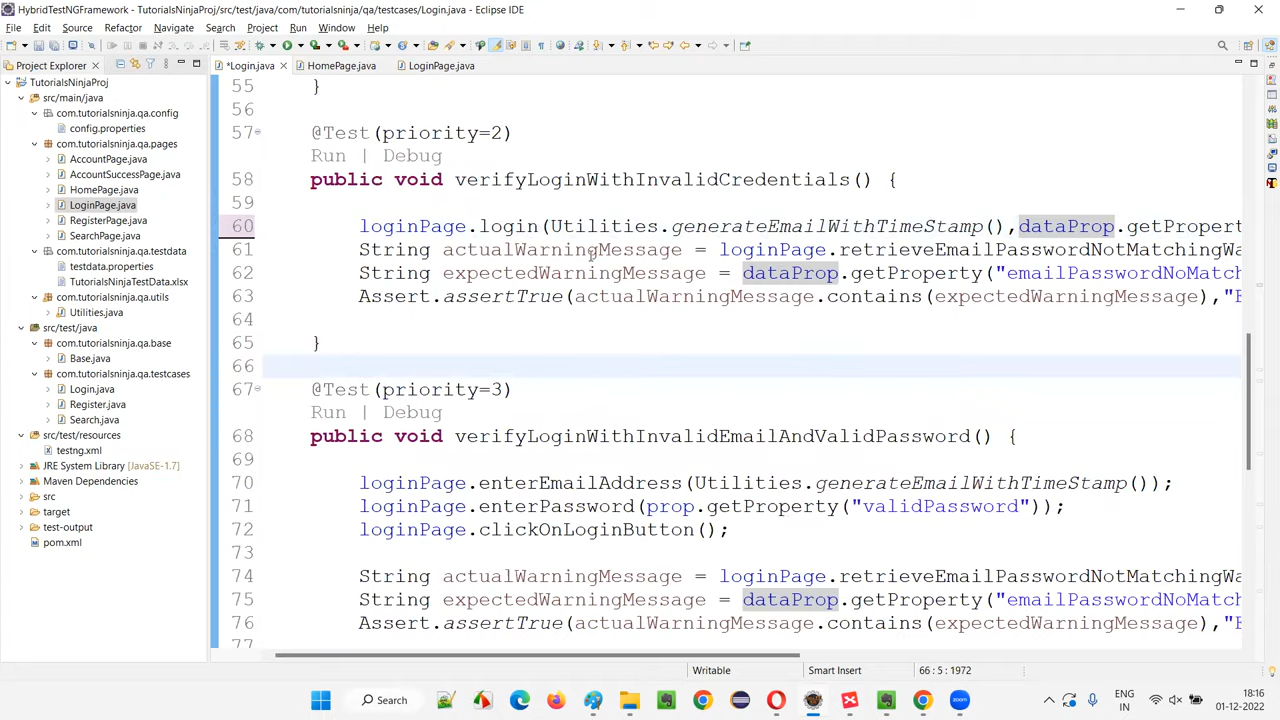 HybridTestNGFramework - TutorialsNinjaProj/src/test/java/com/tutorialsninja/qa/testcases/Login.java - Eclipse IDE
File Edit Source Refactor Navigate Search Project Run Window Help
Project Explorer
*Login.java HomePage.java LoginPage.java
TutorialsNinjaProj
src/main/java
com.tutorialsninja.qa.config
config.properties
com.tutorialsninja.qa.pages
AccountPage.java
AccountSuccessPage.java
HomePage.java
LoginPage.java
RegisterPage.java
SearchPage.java
com.tutorialsninja.qa.testdata
testdata.properties
TutorialsNinjaTestData.xlsx
com.tutorialsninja.qa.utils
Utilities.java
src/test/java
com.tutorialsninja.qa.base
Base.java
com.tutorialsninja.qa.testcases
Login.java
Register.java
Search.java
src/test/resources
testng.xml
JRE System Library [JavaSE-1.7]
Maven Dependencies
src
target
test-output
pom.xml
55 }
56
57 @Test(priority=2)
Run | Debug
58 public void verifyLoginWithInvalidCredentials() {
59
60 loginPage.login(Utilities.generateEmailWithTimeStamp(),dataProp.getPropert
61 String actualWarningMessage = loginPage.retrieveEmailPasswordNotMatchingWa
62 String expectedWarningMessage = dataProp.getProperty("emailPasswordNoMatch
63 Assert.assertTrue(actualWarningMessage.contains(expectedWarningMessage),"E
64
65 }
66
67 @Test(priority=3)
Run | Debug
68 public void verifyLoginWithInvalidEmailAndValidPassword() {
69
70 loginPage.enterEmailAddress(Utilities.generateEmailWithTimeStamp());
71 loginPage.enterPassword(prop.getProperty("validPassword"));
72 loginPage.clickOnLoginButton();
73
74 String actualWarningMessage = loginPage.retrieveEmailPasswordNotMatchingWa
75 String expectedWarningMessage = dataProp.getProperty("emailPasswordNoMatch
76 Assert.assertTrue(actualWarningMessage.contains(expectedWarningMessage),"E
77
Writable Smart Insert 66 : 5 : 1972
Search
ENG
IN
18:16
01-12-2022